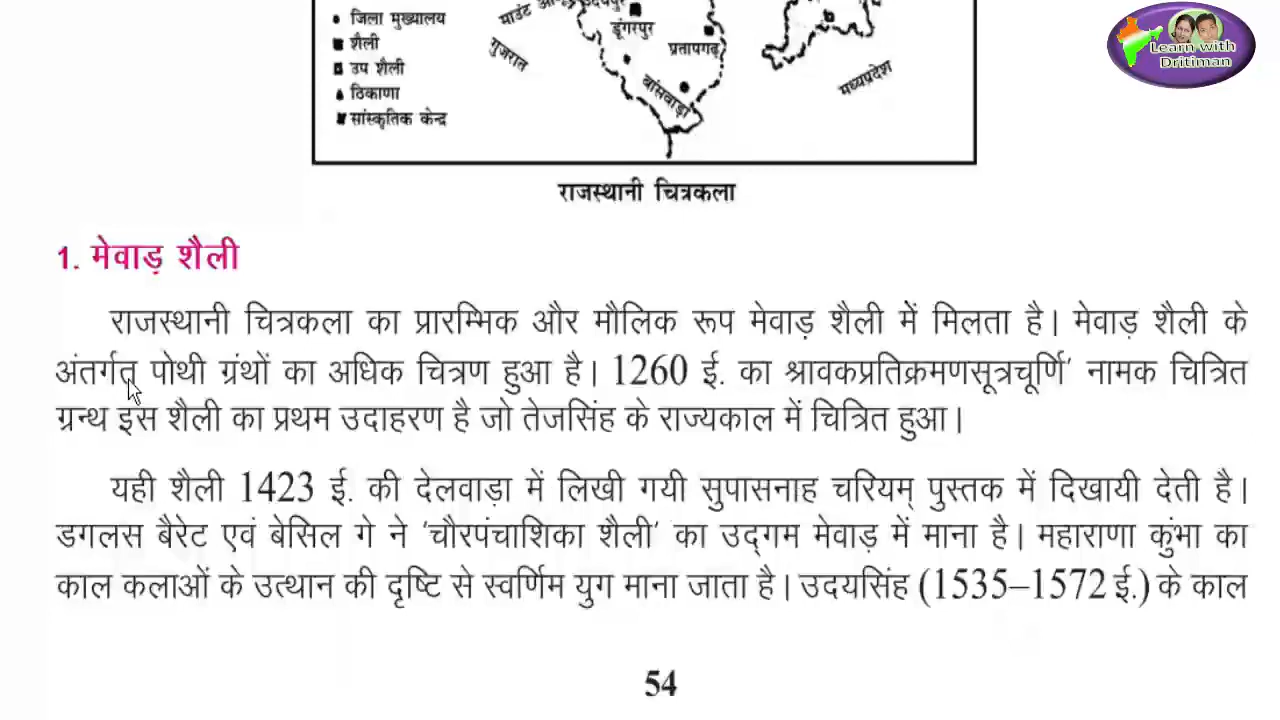 जिला मुख्यालय
शैली
उप शैली
ठिकाणा
सांस्कृतिक केन्द्र
माउंट
डूंगरपुर
प्रतापगढ़
गुजरात
बांसवाड़ा
मध्यप्रदेश
Learn with
Dritiman
राजस्थानी चित्रकला
1. मेवाड़ शैली
राजस्थानी चित्रकला का प्रारम्भिक और मौलिक रूप मेवाड़ शैली में मिलता है। मेवाड़ शैली के
अंतर्गत पोथी ग्रंथों का अधिक चित्रण हुआ है। 1260 ई. का श्रावकप्रतिक्रमणसूत्रचूर्णि' नामक चित्रित
ग्रन्थ इस शैली का प्रथम उदाहरण है जो तेजसिंह के राज्यकाल में चित्रित हुआ।
यही शैली 1423 ई. की देलवाड़ा में लिखी गयी सुपासनाह चरियम् पुस्तक में दिखायी देती है।
डगलस बैरेट एवं बेसिल गे ने 'चौरपंचाशिका शैली' का उद्गम मेवाड़ में माना है। महाराणा कुंभा का
काल कलाओं के उत्थान की दृष्टि से स्वर्णिम युग माना जाता है। उदयसिंह (1535–1572 ई.) के काल
54